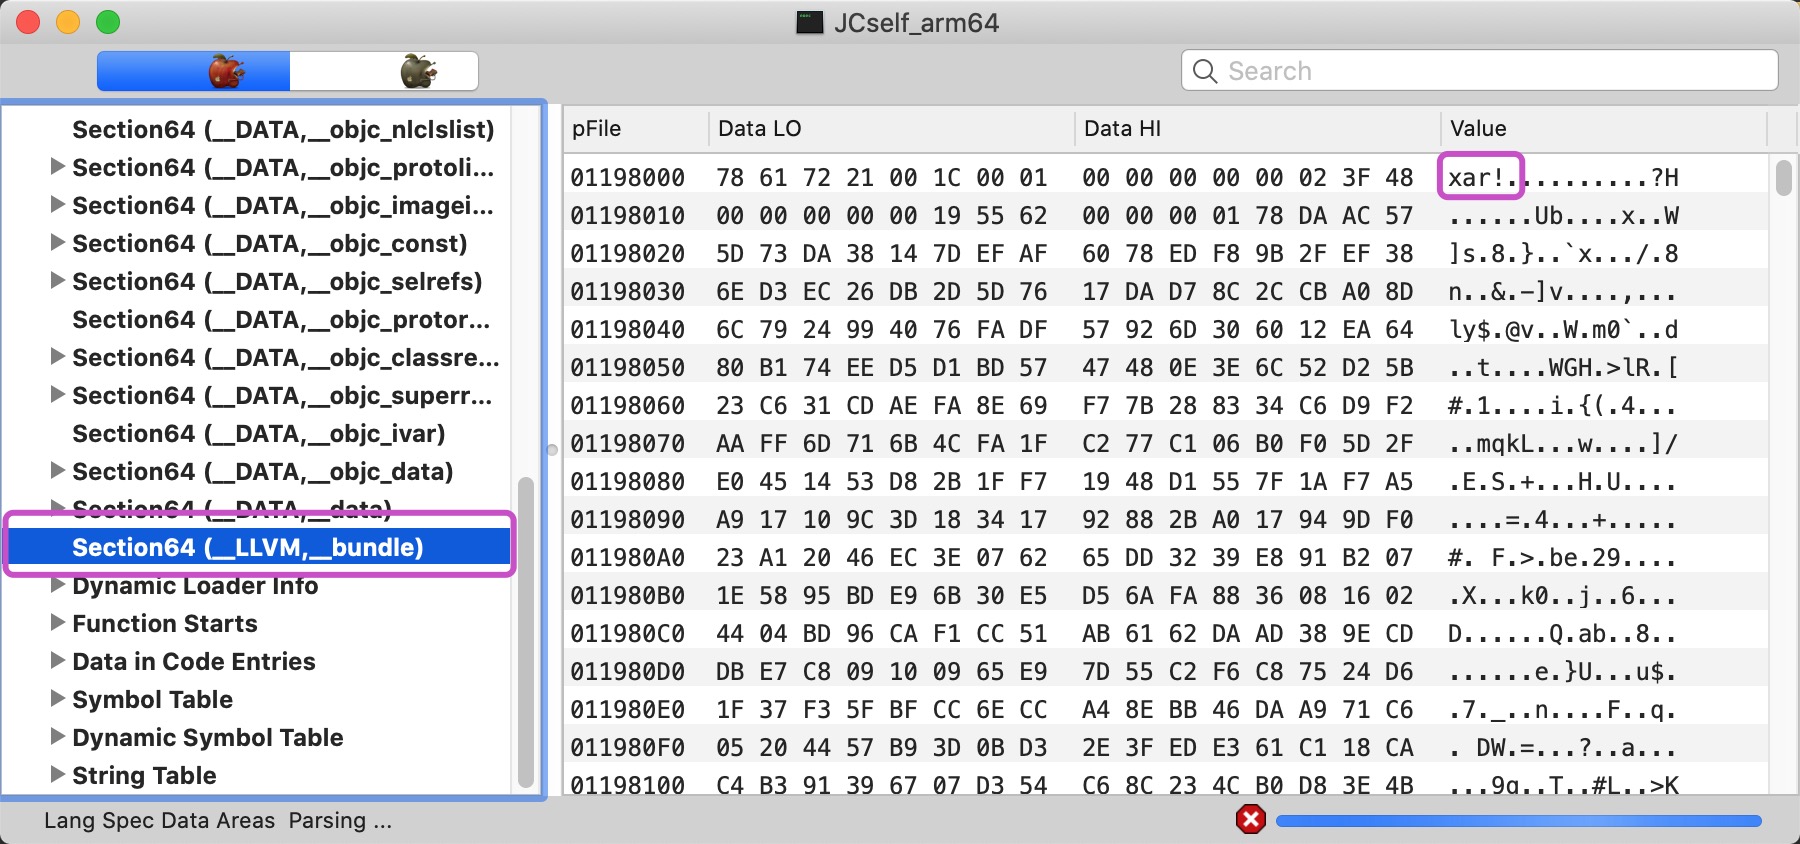 JCself_arm64
Search
Section64 (__DATA,__objc_nlclslist)
Section64 (__DATA,__objc_protoli...
Section64 (__DATA,__objc_imagei...
Section64 (__DATA,__objc_const)
Section64 (__DATA,__objc_selrefs)
Section64 (__DATA,__objc_protor...
Section64 (__DATA,__objc_classre...
Section64 (__DATA,__objc_superr...
Section64 (__DATA,__objc_ivar)
Section64 (__DATA,__objc_data)
Section64 (__DATA,__data)
Section64 (__LLVM,__bundle)
Dynamic Loader Info
Function Starts
Data in Code Entries
Symbol Table
Dynamic Symbol Table
String Table
pFile Data LO Data HI Value
01198000 78 61 72 21 00 1C 00 01 00 00 00 00 00 02 3F 48 xar!..........?H
01198010 00 00 00 00 00 19 55 62 00 00 00 01 78 DA AC 57 ......Ub....x..W
01198020 5D 73 DA 38 14 7D EF AF 60 78 ED F8 9B 2F EF 38 ]s.8.}..`x.../.8
01198030 6E D3 EC 26 DB 2D 5D 76 17 DA D7 8C 2C CB A0 8D n..&.-]v....,...
01198040 6C 79 24 99 40 76 FA DF 57 92 6D 30 60 12 EA 64 ly$.@v..W.m0`..d
01198050 80 B1 74 EE D5 D1 BD 57 47 48 0E 3E 6C 52 D2 5B ..t....WGH.>lR.[
01198060 23 C6 31 CD AE FA 8E 69 F7 7B 28 83 34 C6 D9 F2 #.1....i.{(.4...
01198070 AA FF 6D 71 6B 4C FA 1F C2 77 C1 06 B0 F0 5D 2F ..mqkL...w....]/
01198080 E0 45 14 53 D8 2B 1F F7 19 48 D1 55 7F 1A F7 A5 .E.S.+...H.U....
01198090 A9 17 10 9C 3D 18 34 17 92 88 2B A0 17 94 9D F0 ....=.4...+.....
011980A0 23 A1 20 46 EC 3E 07 62 65 DD 32 39 E8 91 B2 07 #. F.>.be.29....
011980B0 1E 58 95 BD E9 6B 30 E5 D5 6A FA 88 36 08 16 02 .X...k0..j..6...
011980C0 44 04 BD 96 CA F1 CC 51 AB 61 62 DA AD 38 9E CD D......Q.ab..8..
011980D0 DB E7 C8 09 10 09 65 E9 7D 55 C2 F6 C8 75 24 D6 ......e.}U...u$.
011980E0 1F 37 F3 5F BF CC 6E CC A4 8E BB 46 DA A9 71 C6 .7._..n....F..q.
011980F0 05 20 44 57 B9 3D 0B D3 2E 3F ED E3 61 C1 18 CA . DW.=...?..a...
01198100 C4 B3 91 39 67 07 D3 54 C6 8C 23 4C B0 D8 3E 4B ...9g..T..#L..>K
Lang Spec Data Areas Parsing ...